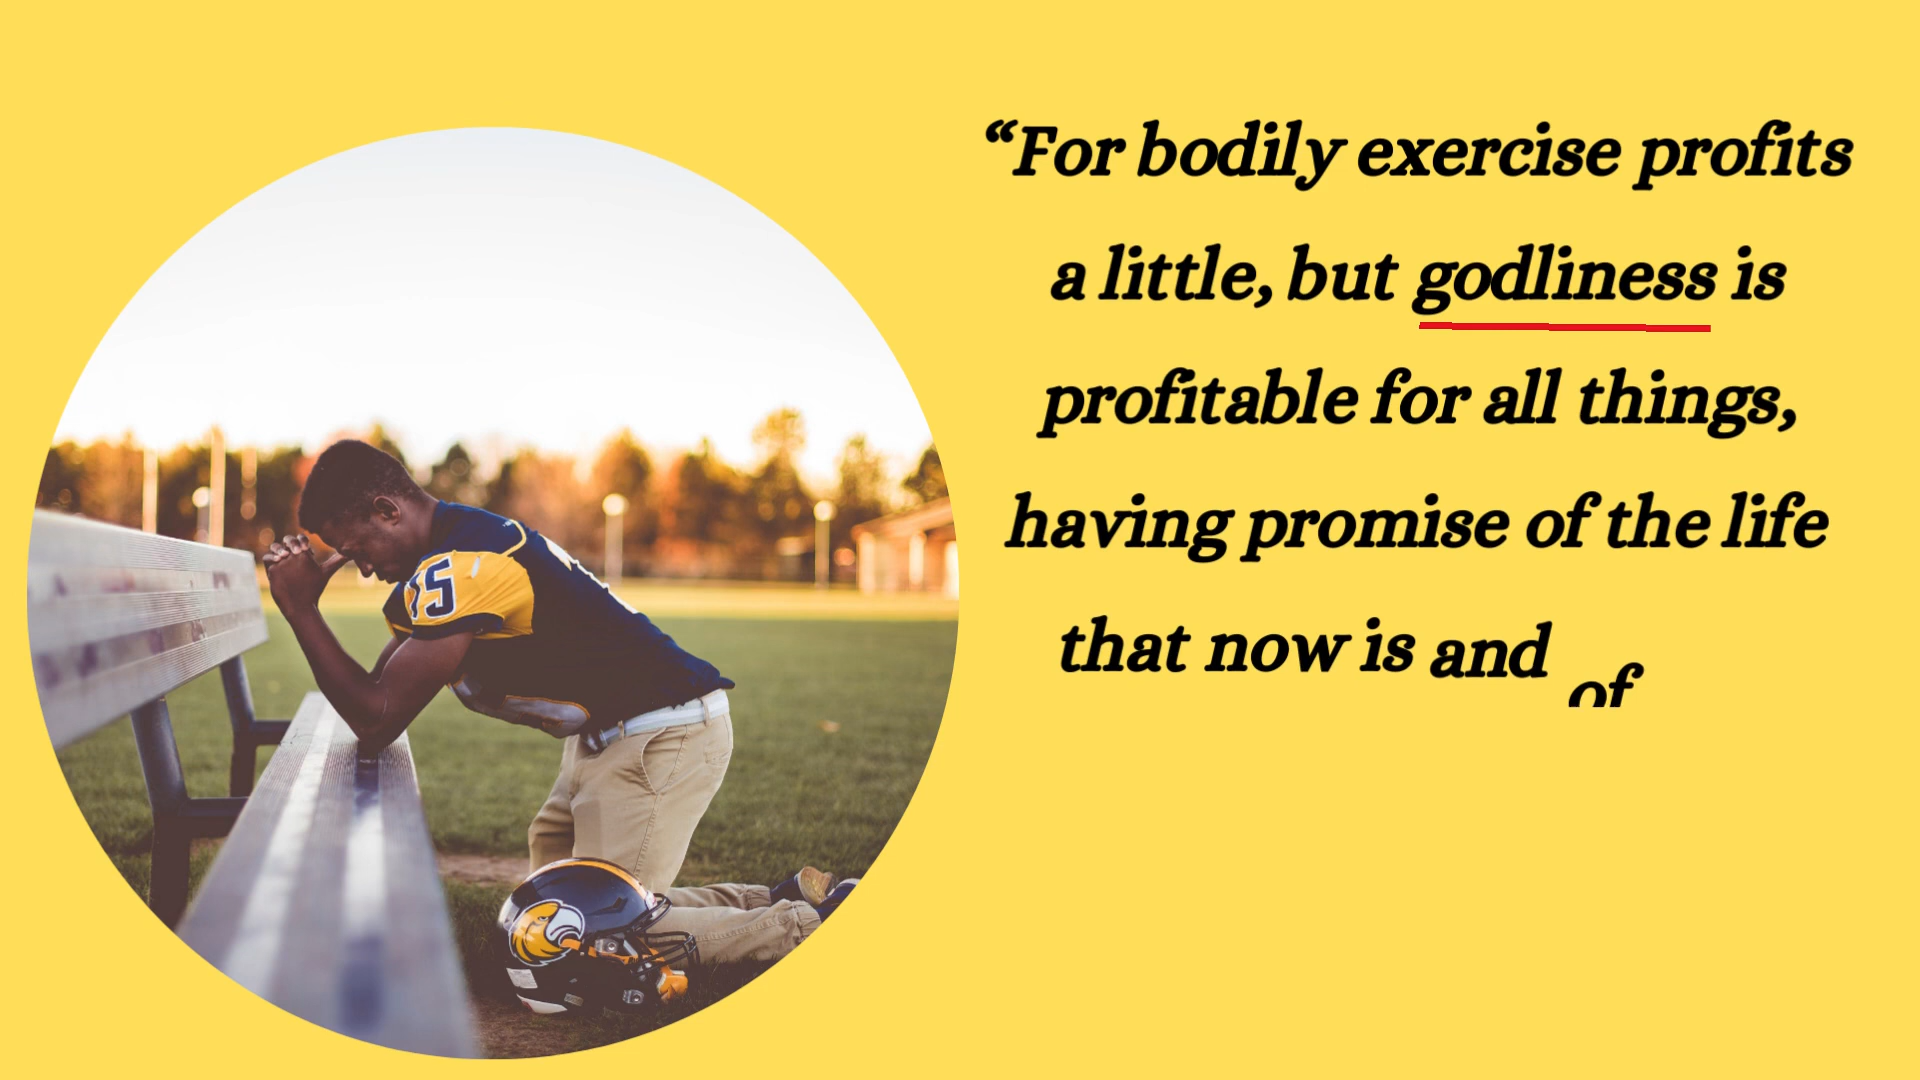 “For bodily exercise profits
a little, but godliness is
profitable for all things,
having promise of the life
that now is and of
15